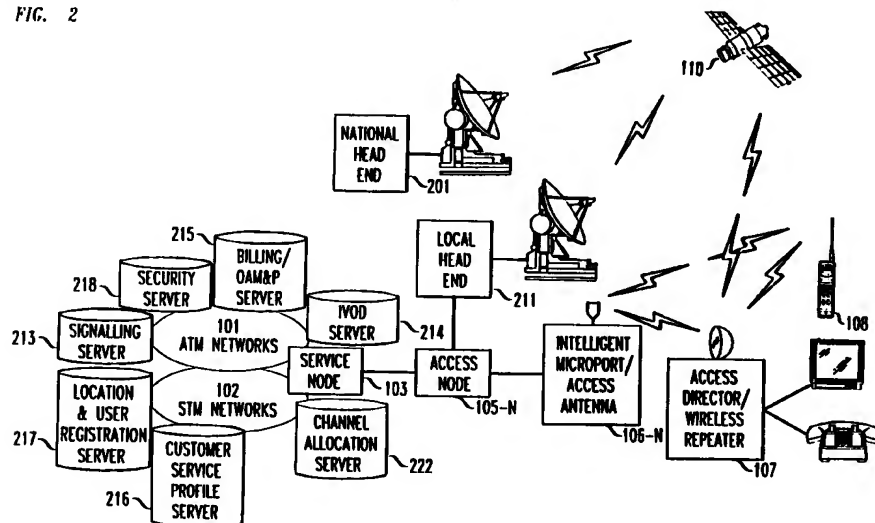 FIG. 2
110
NATIONAL
HEAD
END
201
LOCAL
HEAD
END
211
215
BILLING/
OAM&P
SERVER
218
SECURITY
SERVER
213
SIGNALLING
SERVER
101
ATM NETWORKS
IVOD
SERVER
214
SERVICE
NODE
103
ACCESS
NODE
105-N
INTELLIGENT
MICROPORT/
ACCESS
ANTENNA
106-N
108
ACCESS
DIRECTOR/
WIRELESS
REPEATER
107
102
STM NETWORKS
LOCATION
& USER
REGISTRATION
SERVER
217
CUSTOMER
SERVICE
PROFILE
SERVER
216
CHANNEL
ALLOCATION
SERVER
222